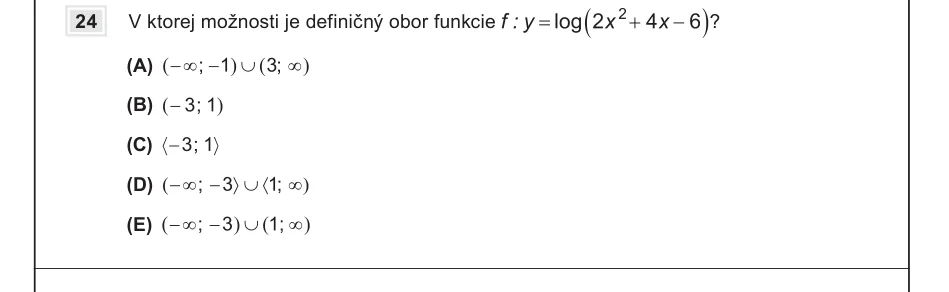 24 V ktorej možnosti je definičný obor funkcie f : y = log(2x² + 4x − 6)?
(A) (−∞; −1) ∪ (3; ∞)
(B) (−3; 1)
(C) ⟨−3; 1⟩
(D) (−∞; −3⟩ ∪ ⟨1; ∞)
(E) (−∞; −3) ∪ (1; ∞)